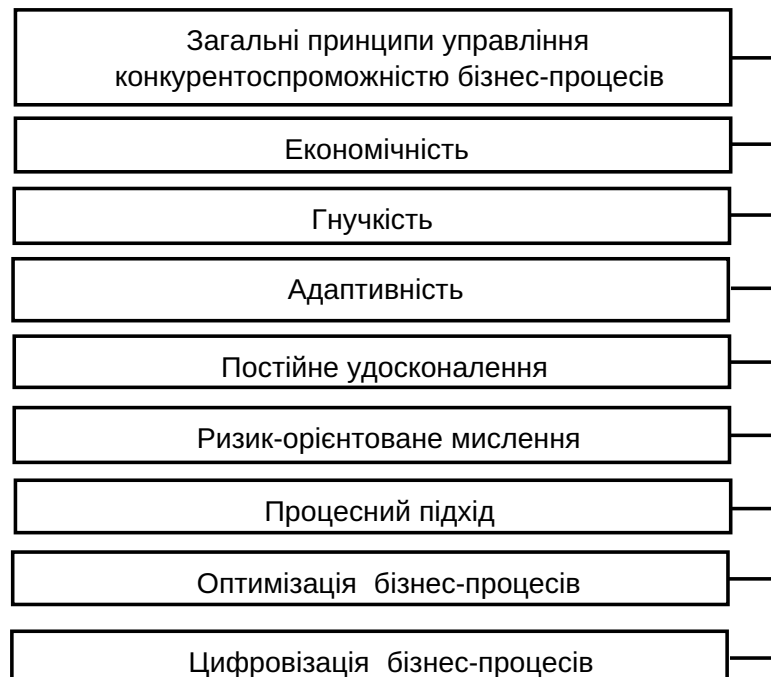 Загальні принципи управління
конкурентоспроможністю бізнес-процесів
Економічність
Гнучкість
Адаптивність
Постійне удосконалення
Ризик-орієнтоване мислення
Процесний підхід
Оптимізація бізнес-процесів
Цифровізація бізнес-процесів